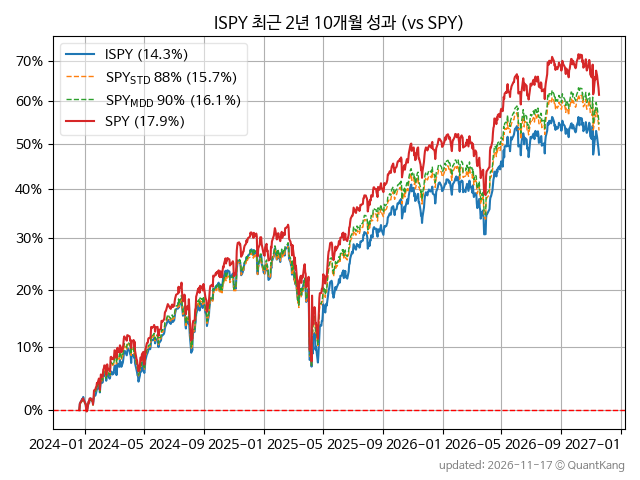 ISPY 최근 2년 10개월 성과 (vs SPY)
ISPY (14.3%)
SPY_STD 88% (15.7%)
SPY_MDD 90% (16.1%)
SPY (17.9%)
70%
60%
50%
40%
30%
20%
10%
0%
2024-01 2024-05 2024-09 2025-01 2025-05 2025-09 2026-01 2026-05 2026-09 2027-01
updated: 2026-11-17 © QuantKang